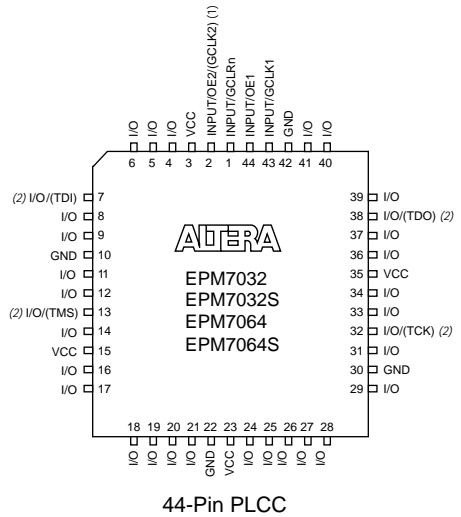 INPUT/OE2/(GCLK2) (1)
INPUT/GCLRn
INPUT/OE1
INPUT/GCLK1
I/O
I/O
I/O
VCC
GND
I/O
I/O
6 5 4 3 2 1 44 43 42 41 40
(2) I/O/(TDI) 7
I/O 8
I/O 9
GND 10
I/O 11
I/O 12
(2) I/O/(TMS) 13
I/O 14
VCC 15
I/O 16
I/O 17
ALTERA
EPM7032
EPM7032S
EPM7064
EPM7064S
39 I/O
38 I/O/(TDO) (2)
37 I/O
36 I/O
35 VCC
34 I/O
33 I/O
32 I/O/(TCK) (2)
31 I/O
30 GND
29 I/O
18 19 20 21 22 23 24 25 26 27 28
I/O
I/O
I/O
I/O
GND
VCC
I/O
I/O
I/O
I/O
I/O
44-Pin PLCC